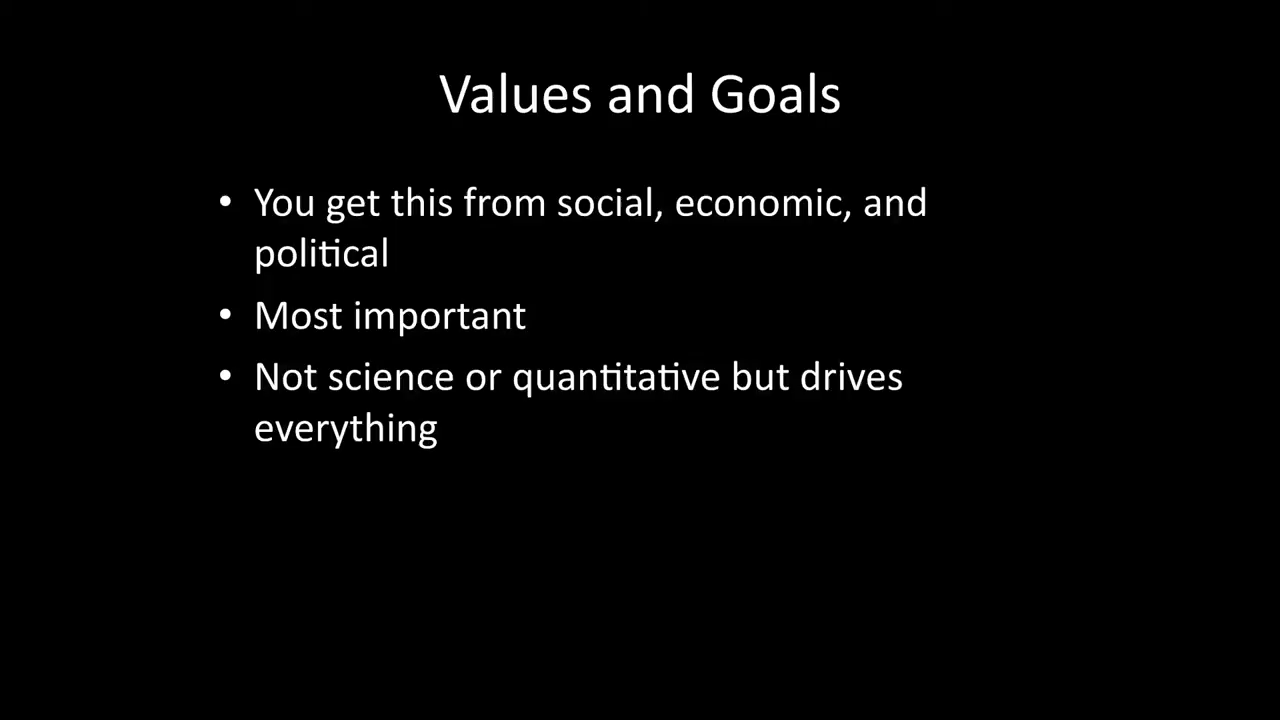 Values and Goals
• You get this from social, economic, and
political
• Most important
• Not science or quantitative but drives
everything